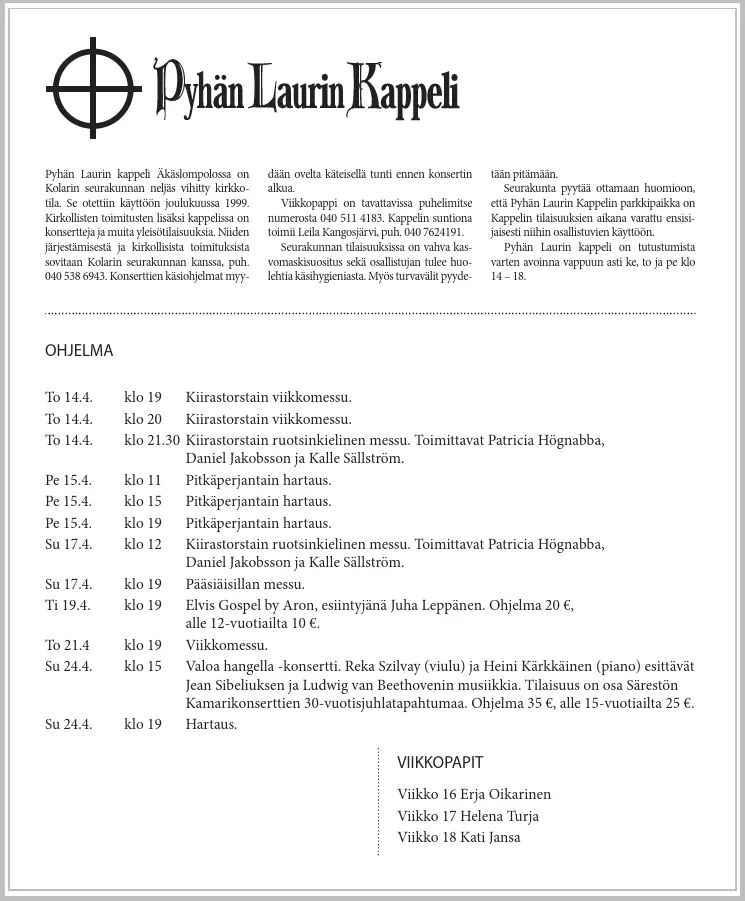 Pyhän Laurin Kappeli
Pyhän Laurin kappeli Äkäslompolossa on
Kolarin seurakunnan neljäs vihitty kirkko-
tila. Se otettiin käyttöön joulukuussa 1999.
Kirkollisten toimitusten lisäksi kappelissa on
konsertteja ja muita yleisötilaisuuksia. Niiden
järjestämisestä ja kirkollisista toimituksista
sovitaan Kolarin seurakunnan kanssa, puh.
040 538 6943. Konserttien käsiohjelmat myy-
dään ovelta käteisellä tunti ennen konsertin
alkua.
Viikkopappi on tavattavissa puhelimitse
numerosta 040 511 4183. Kappelin suntiona
toimii Leila Kangosjärvi, puh. 040 7624191.
Seurakunnan tilaisuuksissa on vahva kas-
vomaskisuositus sekä osallistujan tulee huo-
lehtia käsihygieniasta. Myös turvavälit pyyde-
tään pitämään.
Seurakunta pyytää ottamaan huomioon,
että Pyhän Laurin Kappelin parkkipaikka on
Kappelin tilaisuuksien aikana varattu ensisi-
jaisesti niihin osallistuvien käyttöön.
Pyhän Laurin kappeli on tutustumista
varten avoinna vappuun asti ke, to ja pe klo
14 – 18.
OHJELMA
To 14.4. klo 19 Kiirastorstain viikkomessu.
To 14.4. klo 20 Kiirastorstain viikkomessu.
To 14.4. klo 21.30 Kiirastorstain ruotsinkielinen messu. Toimittavat Patricia Högnabba,
Daniel Jakobsson ja Kalle Sällström.
Pe 15.4. klo 11 Pitkäperjantain hartaus.
Pe 15.4. klo 15 Pitkäperjantain hartaus.
Pe 15.4. klo 19 Pitkäperjantain hartaus.
Su 17.4. klo 12 Kiirastorstain ruotsinkielinen messu. Toimittavat Patricia Högnabba,
Daniel Jakobsson ja Kalle Sällström.
Su 17.4. klo 19 Pääsiäisillan messu.
Ti 19.4. klo 19 Elvis Gospel by Aron, esiintyjänä Juha Leppänen. Ohjelma 20 €,
alle 12-vuotiailta 10 €.
To 21.4 klo 19 Viikkomessu.
Su 24.4. klo 15 Valoa hangella -konsertti. Reka Szilvay (viulu) ja Heini Kärkkäinen (piano) esittävät
Jean Sibeliuksen ja Ludwig van Beethovenin musiikkia. Tilaisuus on osa Särestön
Kamarikonserttien 30-vuotisjuhlatapahtumaa. Ohjelma 35 €, alle 15-vuotiailta 25 €.
Su 24.4. klo 19 Hartaus.
VIIKKOPAPIT
Viikko 16 Erja Oikarinen
Viikko 17 Helena Turja
Viikko 18 Kati Jansa